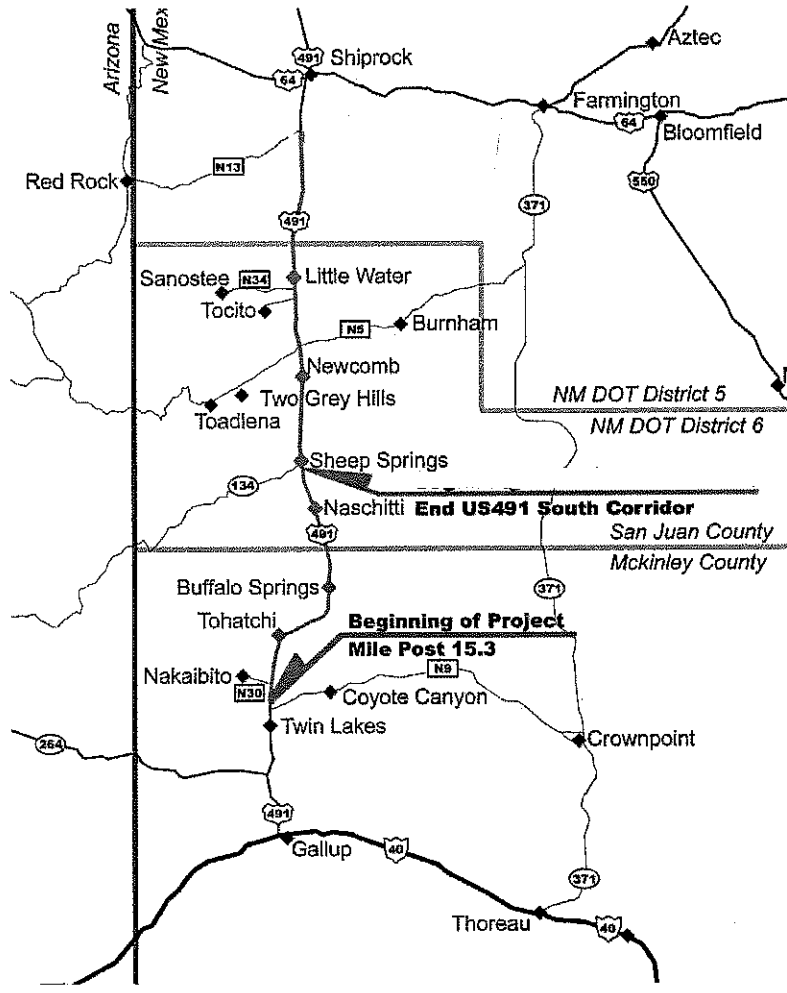 Aztec
491
Shiprock
Arizona
New Mex
64
Farmington
64
Bloomfield
N13
Red Rock
550
371
491
Sanostee
N34
Little Water
Tocito
N5
Burnham
Newcomb
Two Grey Hills
Toadlena
NM DOT District 5
NM DOT District 6
Sheep Springs
134
Naschitti
End US491 South Corridor
491
San Juan County
Mckinley County
Buffalo Springs
371
Tohatchi
Beginning of Project
Mile Post 15.3
Nakaibito
N30
N9
Coyote Canyon
Twin Lakes
Crownpoint
264
491
Gallup
40
371
Thoreau
40